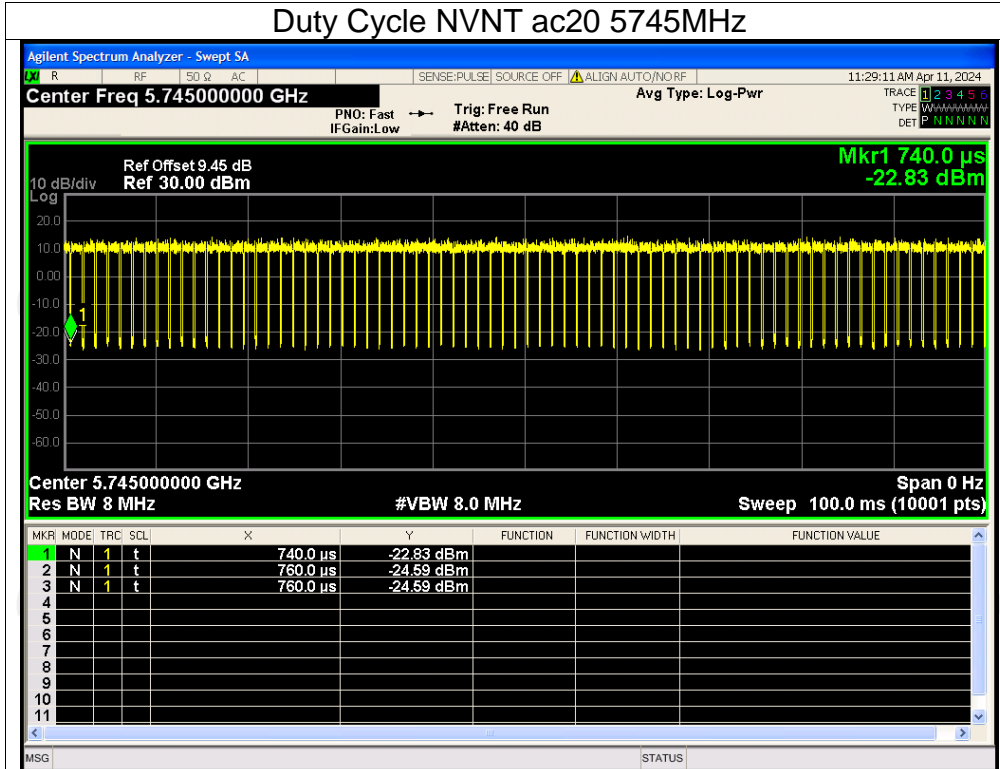 Duty Cycle NVNT ac20 5745MHz
Agilent Spectrum Analyzer - Swept SA
LXI R RF 50 Ω AC SENSE:PULSE SOURCE OFF ALIGN AUTO/NO RF 11:29:11 AM Apr 11, 2024
Center Freq 5.745000000 GHz Avg Type: Log-Pwr TRACE 1 2 3 4 5 6
PNO: Fast Trig: Free Run TYPE WWWWWW
IFGain:Low #Atten: 40 dB DET P N N N N N
Mkr1 740.0 µs
Ref Offset 9.45 dB
10 dB/div Ref 30.00 dBm -22.83 dBm
Log
20.0
10.0
0.00
-10.0
1
-20.0
-30.0
-40.0
-50.0
-60.0
Center 5.745000000 GHz Span 0 Hz
Res BW 8 MHz #VBW 8.0 MHz Sweep 100.0 ms (10001 pts)
MKR MODE TRC SCL X Y FUNCTION FUNCTION WIDTH FUNCTION VALUE
1 N 1 t 740.0 µs -22.83 dBm
2 N 1 t 760.0 µs -24.59 dBm
3 N 1 t 760.0 µs -24.59 dBm
4
5
6
7
8
9
10
11
MSG STATUS